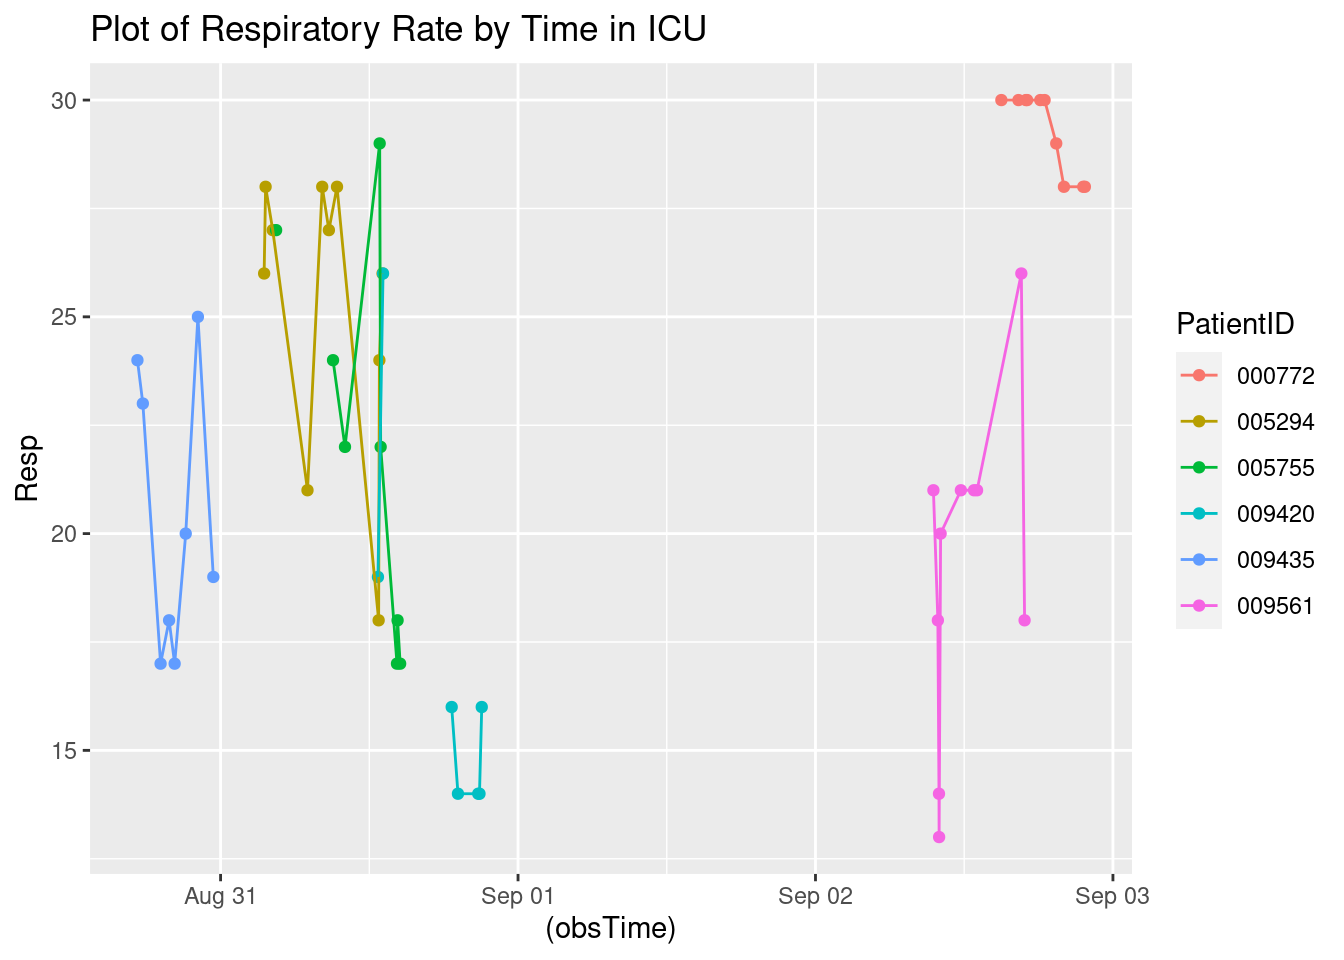 Plot of Respiratory Rate by Time in ICU
30
25
20
15
Resp
Aug 31
Sep 01
Sep 02
Sep 03
(obsTime)
PatientID
000772
005294
005755
009420
009435
009561